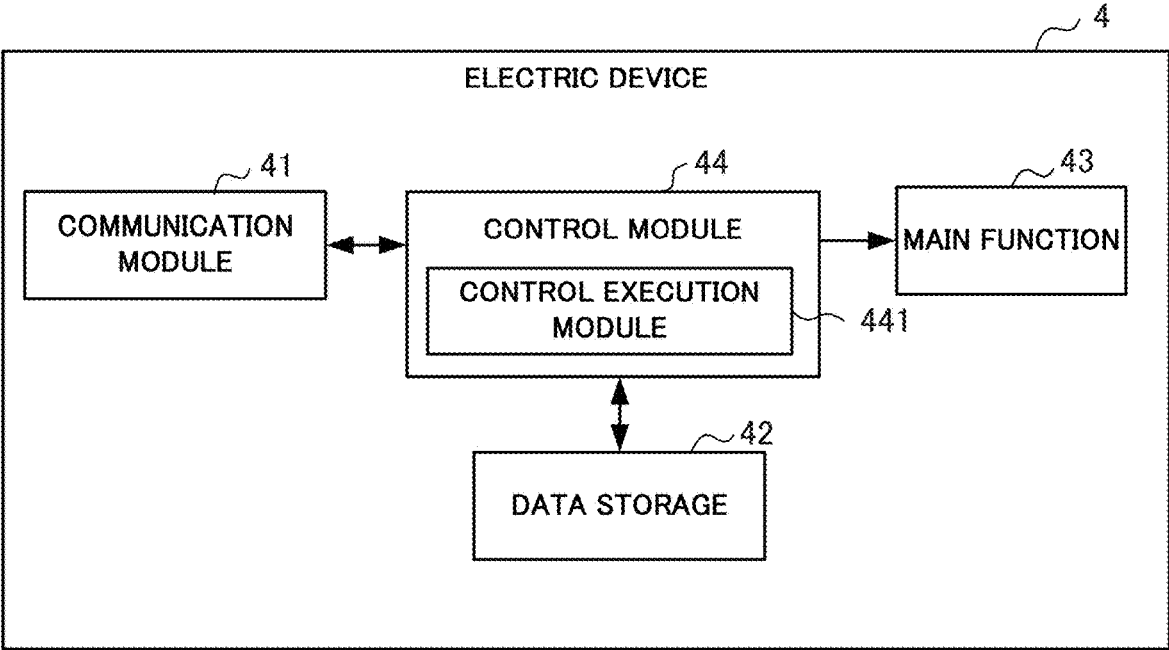 4
ELECTRIC DEVICE
41
COMMUNICATION
MODULE
44
CONTROL MODULE
CONTROL EXECUTION
MODULE
441
43
MAIN FUNCTION
42
DATA STORAGE